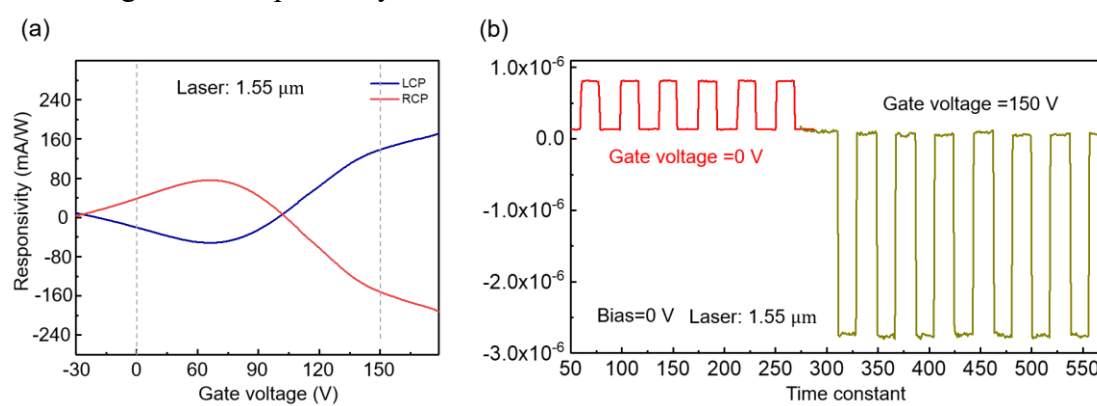 (a)
Laser: 1.55 μm
LCP
RCP
Responsivity (mA/W)
240
160
80
0
-80
-160
-240
-30 0 30 60 90 120 150
Gate voltage (V)
(b)
1.0x10-6
0.0
-1.0x10-6
-2.0x10-6
-3.0x10-6
Gate voltage =150 V
Gate voltage =0 V
Bias=0 V Laser: 1.55 μm
50 100 150 200 250 300 350 400 450 500 550
Time constant